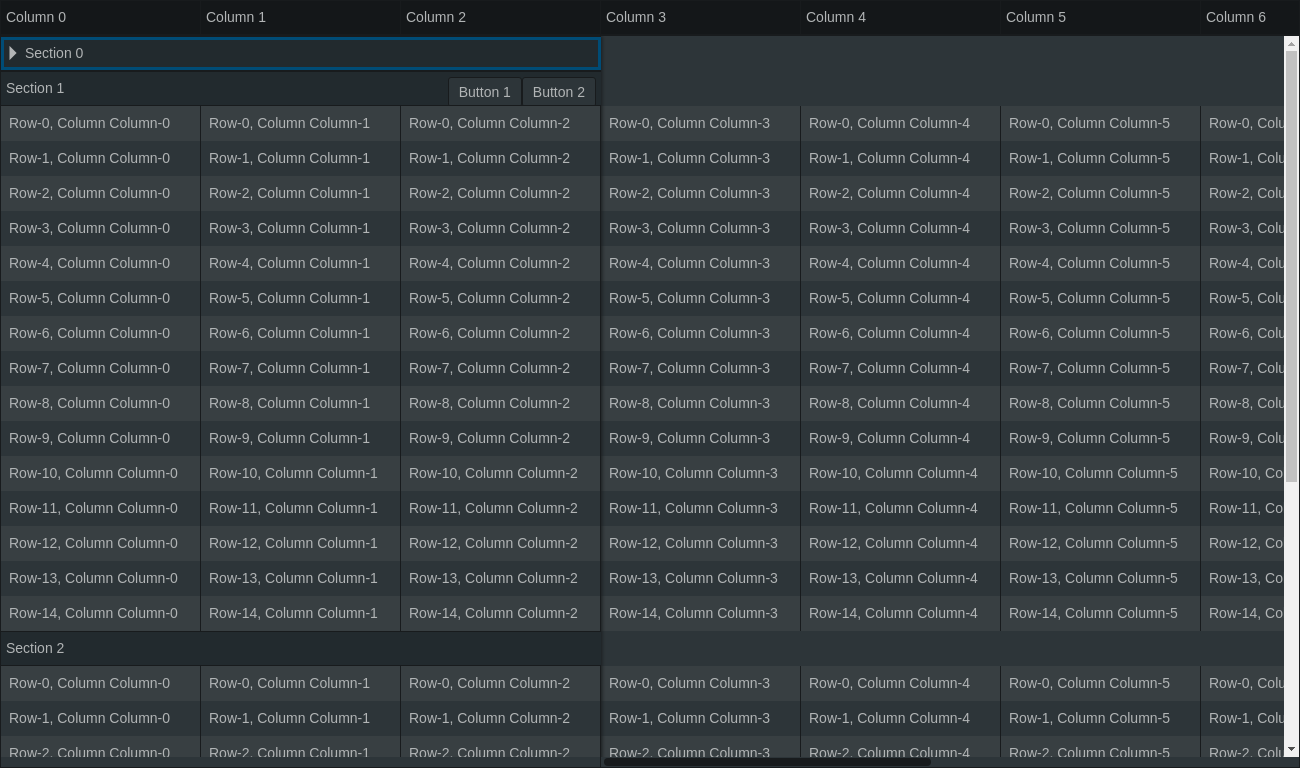 Column 0 Column 1 Column 2 Column 3 Column 4 Column 5 Column 6
Section 0
Section 1 Button 1 Button 2
Row-0, Column Column-0 Row-0, Column Column-1 Row-0, Column Column-2 Row-0, Column Column-3 Row-0, Column Column-4 Row-0, Column Column-5 Row-0, Colu
Row-1, Column Column-0 Row-1, Column Column-1 Row-1, Column Column-2 Row-1, Column Column-3 Row-1, Column Column-4 Row-1, Column Column-5 Row-1, Colu
Row-2, Column Column-0 Row-2, Column Column-1 Row-2, Column Column-2 Row-2, Column Column-3 Row-2, Column Column-4 Row-2, Column Column-5 Row-2, Colu
Row-3, Column Column-0 Row-3, Column Column-1 Row-3, Column Column-2 Row-3, Column Column-3 Row-3, Column Column-4 Row-3, Column Column-5 Row-3, Colu
Row-4, Column Column-0 Row-4, Column Column-1 Row-4, Column Column-2 Row-4, Column Column-3 Row-4, Column Column-4 Row-4, Column Column-5 Row-4, Colu
Row-5, Column Column-0 Row-5, Column Column-1 Row-5, Column Column-2 Row-5, Column Column-3 Row-5, Column Column-4 Row-5, Column Column-5 Row-5, Colu
Row-6, Column Column-0 Row-6, Column Column-1 Row-6, Column Column-2 Row-6, Column Column-3 Row-6, Column Column-4 Row-6, Column Column-5 Row-6, Colu
Row-7, Column Column-0 Row-7, Column Column-1 Row-7, Column Column-2 Row-7, Column Column-3 Row-7, Column Column-4 Row-7, Column Column-5 Row-7, Colu
Row-8, Column Column-0 Row-8, Column Column-1 Row-8, Column Column-2 Row-8, Column Column-3 Row-8, Column Column-4 Row-8, Column Column-5 Row-8, Colu
Row-9, Column Column-0 Row-9, Column Column-1 Row-9, Column Column-2 Row-9, Column Column-3 Row-9, Column Column-4 Row-9, Column Column-5 Row-9, Colu
Row-10, Column Column-0 Row-10, Column Column-1 Row-10, Column Column-2 Row-10, Column Column-3 Row-10, Column Column-4 Row-10, Column Column-5 Row-10, Co
Row-11, Column Column-0 Row-11, Column Column-1 Row-11, Column Column-2 Row-11, Column Column-3 Row-11, Column Column-4 Row-11, Column Column-5 Row-11, Co
Row-12, Column Column-0 Row-12, Column Column-1 Row-12, Column Column-2 Row-12, Column Column-3 Row-12, Column Column-4 Row-12, Column Column-5 Row-12, Co
Row-13, Column Column-0 Row-13, Column Column-1 Row-13, Column Column-2 Row-13, Column Column-3 Row-13, Column Column-4 Row-13, Column Column-5 Row-13, Co
Row-14, Column Column-0 Row-14, Column Column-1 Row-14, Column Column-2 Row-14, Column Column-3 Row-14, Column Column-4 Row-14, Column Column-5 Row-14, Co
Section 2
Row-0, Column Column-0 Row-0, Column Column-1 Row-0, Column Column-2 Row-0, Column Column-3 Row-0, Column Column-4 Row-0, Column Column-5 Row-0, Colu
Row-1, Column Column-0 Row-1, Column Column-1 Row-1, Column Column-2 Row-1, Column Column-3 Row-1, Column Column-4 Row-1, Column Column-5 Row-1, Colu
Row-2, Column Column-0 Row-2, Column Column-1 Row-2, Column Column-2 Row-2, Column Column-3 Row-2, Column Column-4 Row-2, Column Column-5 Row-2, Colu